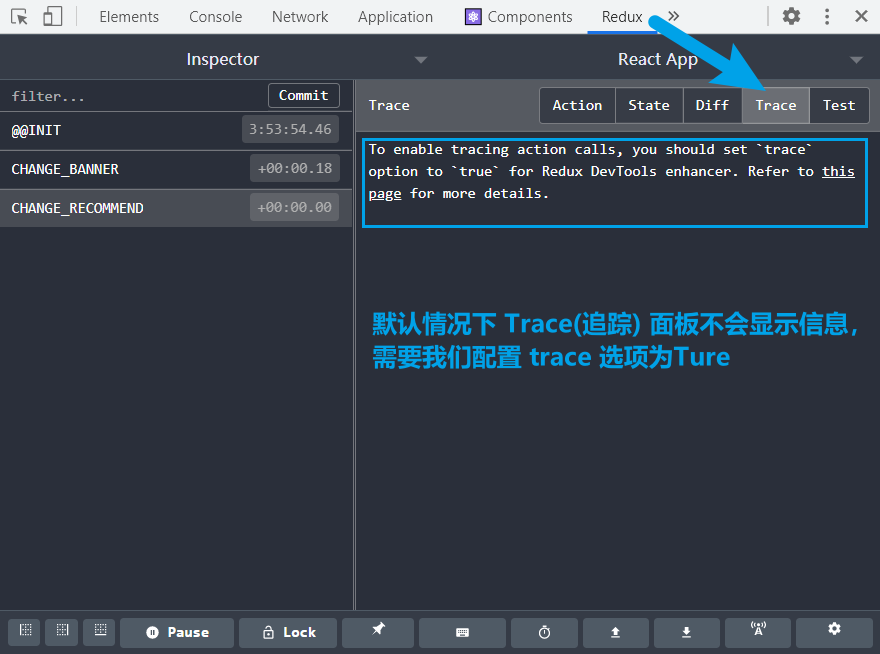 Elements Console Network Application Components Redux
Inspector React App
filter... Commit
Trace Action State Diff Trace Test
@@INIT 3:53:54.46
CHANGE_BANNER +00:00.18
CHANGE_RECOMMEND +00:00.00
To enable tracing action calls, you should set `trace`
option to `true` for Redux DevTools enhancer. Refer to this
page for more details.
默认情况下 Trace(追踪) 面板不会显示信息，
需要我们配置 trace 选项为Ture
Pause Lock